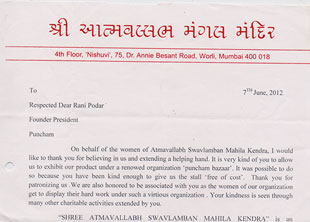 શ્રી આત્મવલ્લભ મંગલ મંદિર
4th Floor, 'Nishuvi', 75, Dr. Annie Besant Road, Worli, Mumbai 400 018
To
7TH June, 2012
Respected Dear Rani Podar
Founder President
Puncham
On behalf of the women of Atmavallabh Swavlamban Mahila Kendra, I
would like to thank you for believing in us and extending a helping hand. It is very kind of you to allow
us to exhibit our product under a renowned organization 'puncham bazaar'. It was possible to do
so because you have been kind enough to give us the stall 'free of cost'. Thank you for
patronizing us. We are also honored to be associated with you as the women of our organization
get to display their hard work under such a virtuous organization . Your kindness is seen through
many other charitable activities extended by you.
"SHREE ATMAVALLABH SWAVLAMBAN MAHILA KENDRA" is an